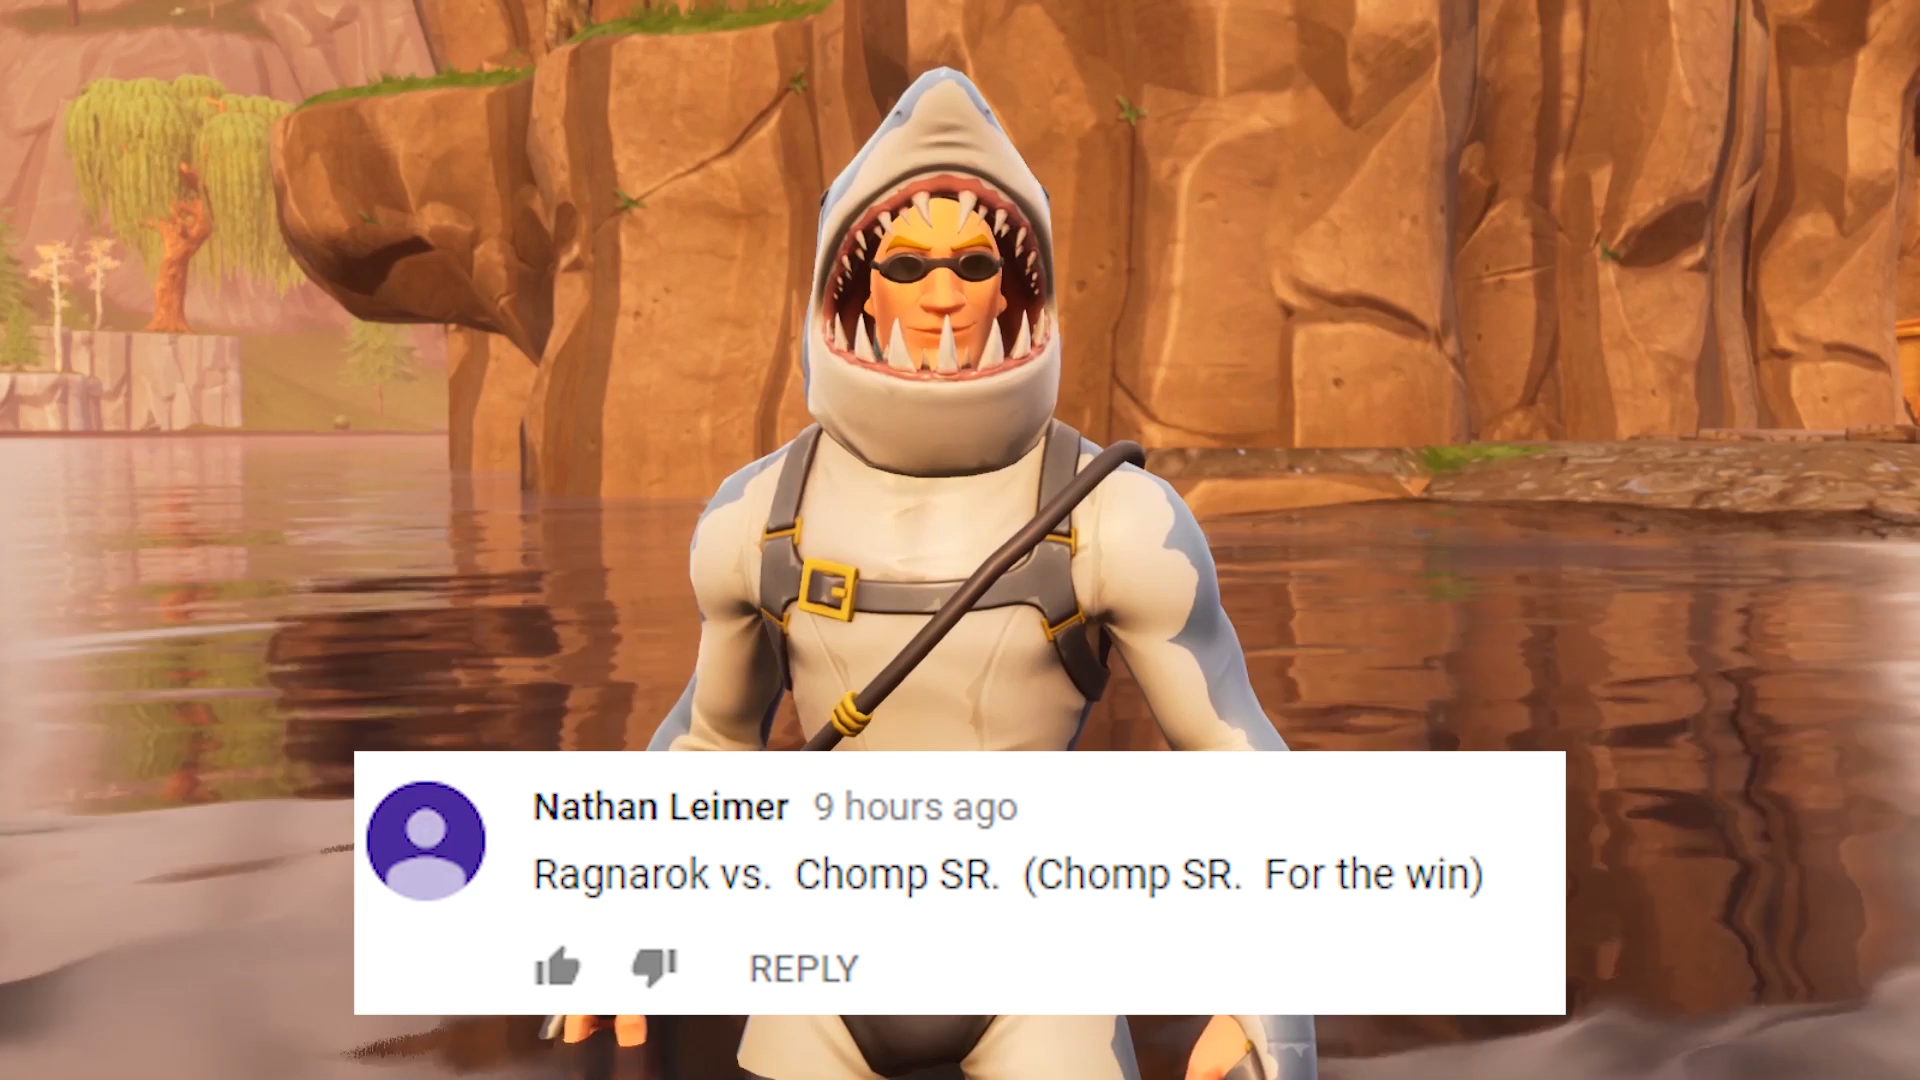 Nathan Leimer 9 hours ago
Ragnarok vs. Chomp SR. (Chomp SR. For the win)
REPLY